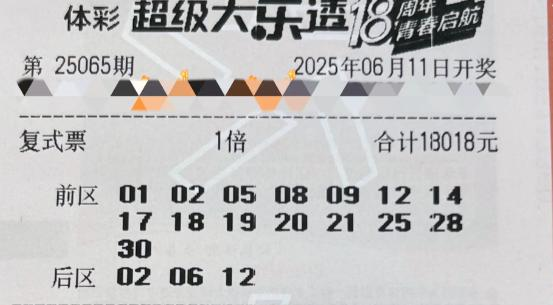 体彩 超级大乐透 18周年 青春启航
第 25065期 2025年06月11日开奖
复式票 1倍 合计18018元
前区 01 02 05 08 09 12 14
17 18 19 20 21 25 28
30
后区 02 06 12